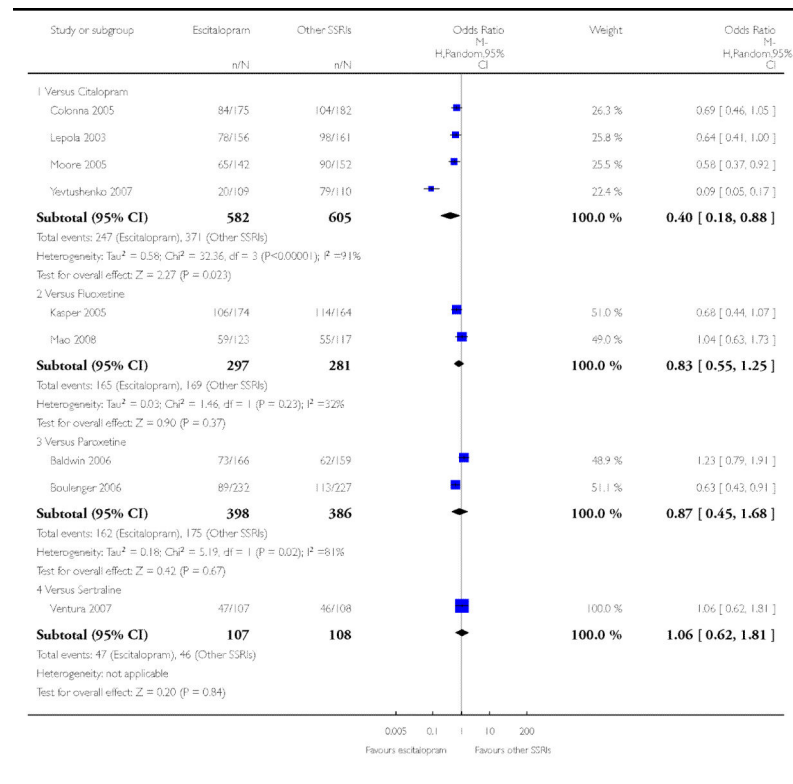 Study or subgroup Escitalopram Other SSRIs Odds Ratio Weight Odds Ratio
M- M-
H,Random,95% H,Random,95%
n/N n/N CI CI
1 Versus Citalopram
Colonna 2005 84/175 104/182 26.3 % 0.69 [ 0.46, 1.05 ]
Lepola 2003 78/156 98/161 25.8 % 0.64 [ 0.41, 1.00 ]
Moore 2005 65/142 90/152 25.5 % 0.58 [ 0.37, 0.92 ]
Yevtushenko 2007 20/109 79/110 22.4 % 0.09 [ 0.05, 0.17 ]
Subtotal (95% CI) 582 605 100.0 % 0.40 [ 0.18, 0.88 ]
Total events: 247 (Escitalopram), 371 (Other SSRIs)
Heterogeneity: Tau² = 0.58; Chi² = 32.36, df = 3 (P<0.00001); I² =91%
Test for overall effect: Z = 2.27 (P = 0.023)
2 Versus Fluoxetine
Kasper 2005 106/174 114/164 51.0 % 0.68 [ 0.44, 1.07 ]
Mao 2008 59/123 55/117 49.0 % 1.04 [ 0.63, 1.73 ]
Subtotal (95% CI) 297 281 100.0 % 0.83 [ 0.55, 1.25 ]
Total events: 165 (Escitalopram), 169 (Other SSRIs)
Heterogeneity: Tau² = 0.03; Chi² = 1.46, df = 1 (P = 0.23); I² =32%
Test for overall effect: Z = 0.90 (P = 0.37)
3 Versus Paroxetine
Baldwin 2006 73/166 62/159 48.9 % 1.23 [ 0.79, 1.91 ]
Boulenger 2006 89/232 113/227 51.1 % 0.63 [ 0.43, 0.91 ]
Subtotal (95% CI) 398 386 100.0 % 0.87 [ 0.45, 1.68 ]
Total events: 162 (Escitalopram), 175 (Other SSRIs)
Heterogeneity: Tau² = 0.18; Chi² = 5.19, df = 1 (P = 0.02); I² =81%
Test for overall effect: Z = 0.42 (P = 0.67)
4 Versus Sertraline
Ventura 2007 47/107 46/108 100.0 % 1.06 [ 0.62, 1.81 ]
Subtotal (95% CI) 107 108 100.0 % 1.06 [ 0.62, 1.81 ]
Total events: 47 (Escitalopram), 46 (Other SSRIs)
Heterogeneity: not applicable
Test for overall effect: Z = 0.20 (P = 0.84)
0.005 0.1 1 10 200
Favours escitalopram Favours other SSRIs